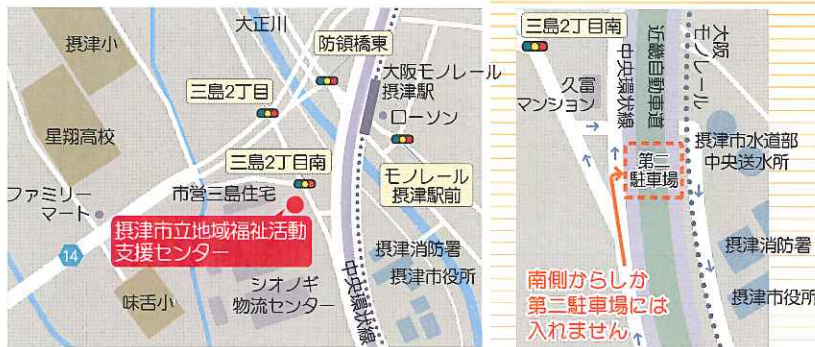 摂津小
大正川
防領橋東
大阪モノレール
摂津駅
三島2丁目
ローソン
星翔高校
三島2丁目南
モノレール
摂津駅前
ファミリー
マート
市営三島住宅
摂津市立地域福祉活動
支援センター
14
シオノギ
物流センター
味舌小
中央環状線
摂津消防署
摂津市役所
三島2丁目南
久富
マンション
中央環状線
近畿自動車道
大阪
モノレール
第二
駐車場
摂津市水道部
中央送水所
摂津消防署
摂津市役所
南側からしか
第二駐車場には
入れません